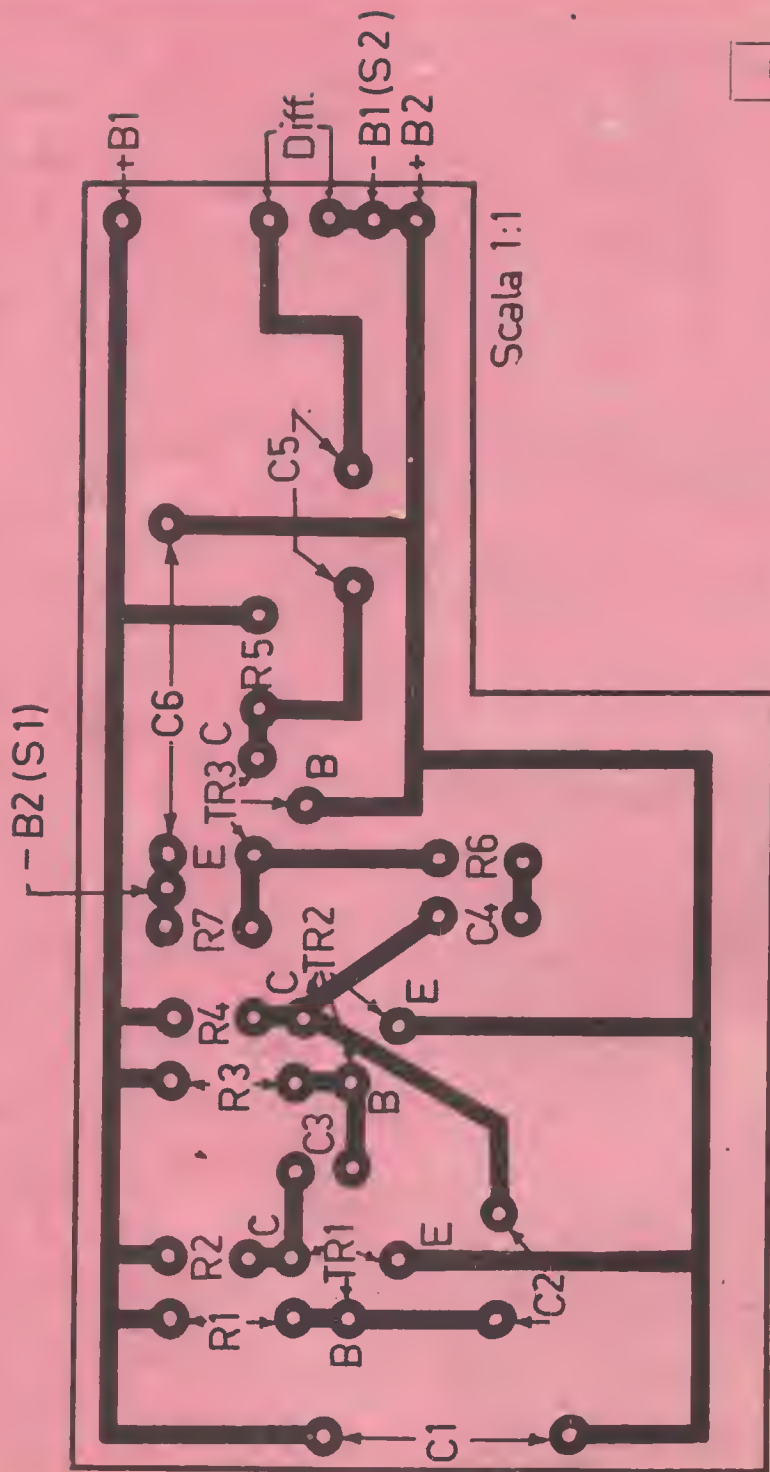 -B2(S1)
+B1
C6
Diff.
-B1(S2)
+B2
R1
R2
R3
R4
R7
E
TR3
C
R5
C5
B
C
TR1
B
C3
C
TR2
B
E
E
C4
R6
C2
C1
Scala 1:1